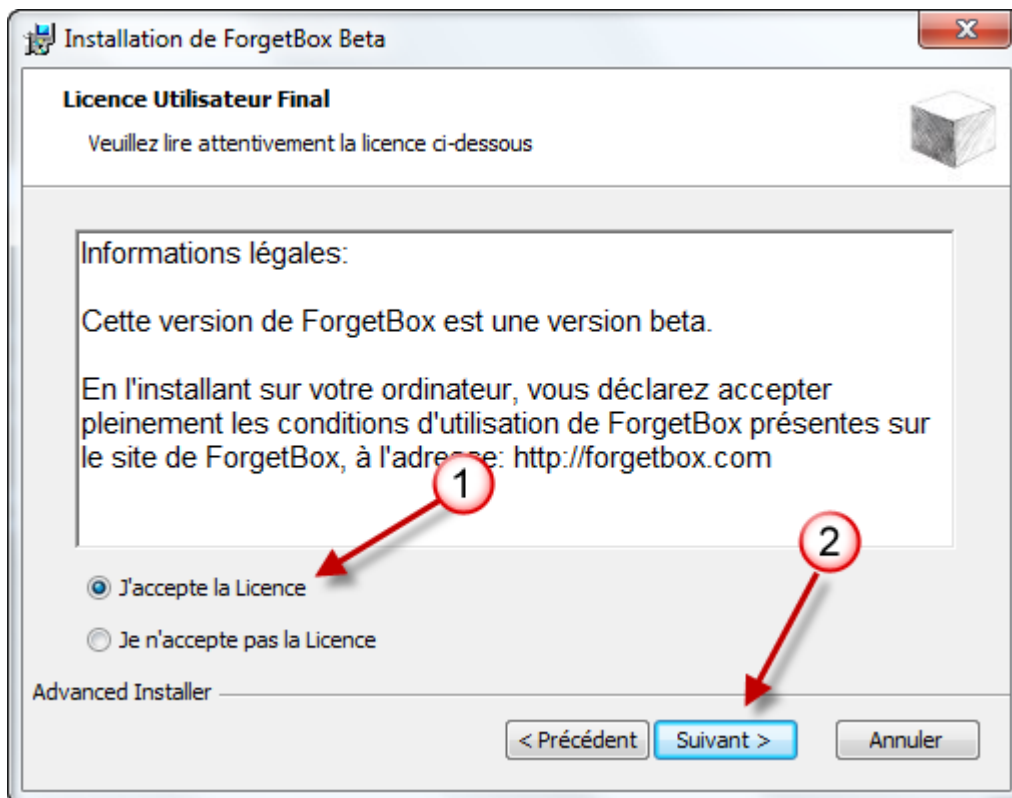 Installation de ForgetBox Beta
Licence Utilisateur Final
Veuillez lire attentivement la licence ci-dessous
Informations légales:
Cette version de ForgetBox est une version beta.
En l'installant sur votre ordinateur, vous déclarez accepter
pleinement les conditions d'utilisation de ForgetBox présentes sur
le site de ForgetBox, à l'adresse: http://forgetbox.com
1
2
J'accepte la Licence
Je n'accepte pas la Licence
Advanced Installer
< Précédent Suivant > Annuler